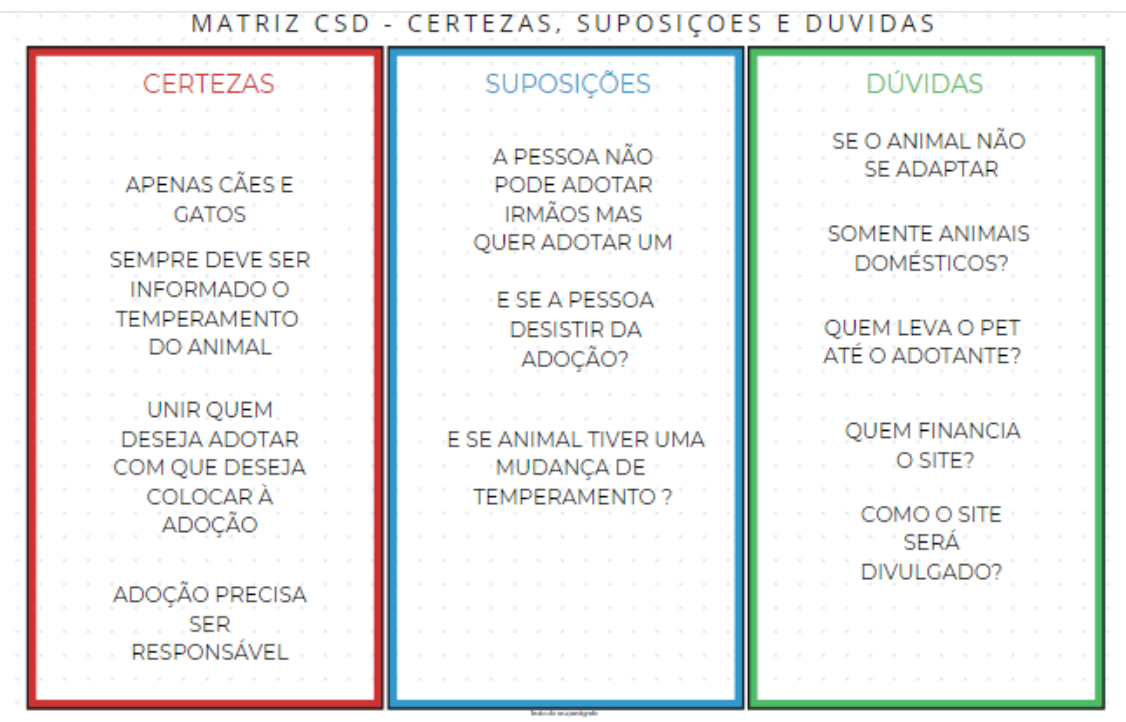 MATRIZ CSD - CERTEZAS, SUPOSIÇOES E DUVIDAS
CERTEZAS
APENAS CÃES E
GATOS
SEMPRE DEVE SER
INFORMADO O
TEMPERAMENTO
DO ANIMAL
UNIR QUEM
DESEJA ADOTAR
COM QUE DESEJA
COLOCAR À
ADOÇÃO
ADOÇÃO PRECISA
SER
RESPONSÁVEL
SUPOSIÇÕES
A PESSOA NÃO
PODE ADOTAR
IRMÃOS MAS
QUER ADOTAR UM
E SE A PESSOA
DESISTIR DA
ADOÇÃO?
E SE ANIMAL TIVER UMA
MUDANÇA DE
TEMPERAMENTO ?
DÚVIDAS
SE O ANIMAL NÃO
SE ADAPTAR
SOMENTE ANIMAIS
DOMÉSTICOS?
QUEM LEVA O PET
ATÉ O ADOTANTE?
QUEM FINANCIA
O SITE?
COMO O SITE
SERÁ
DIVULGADO?